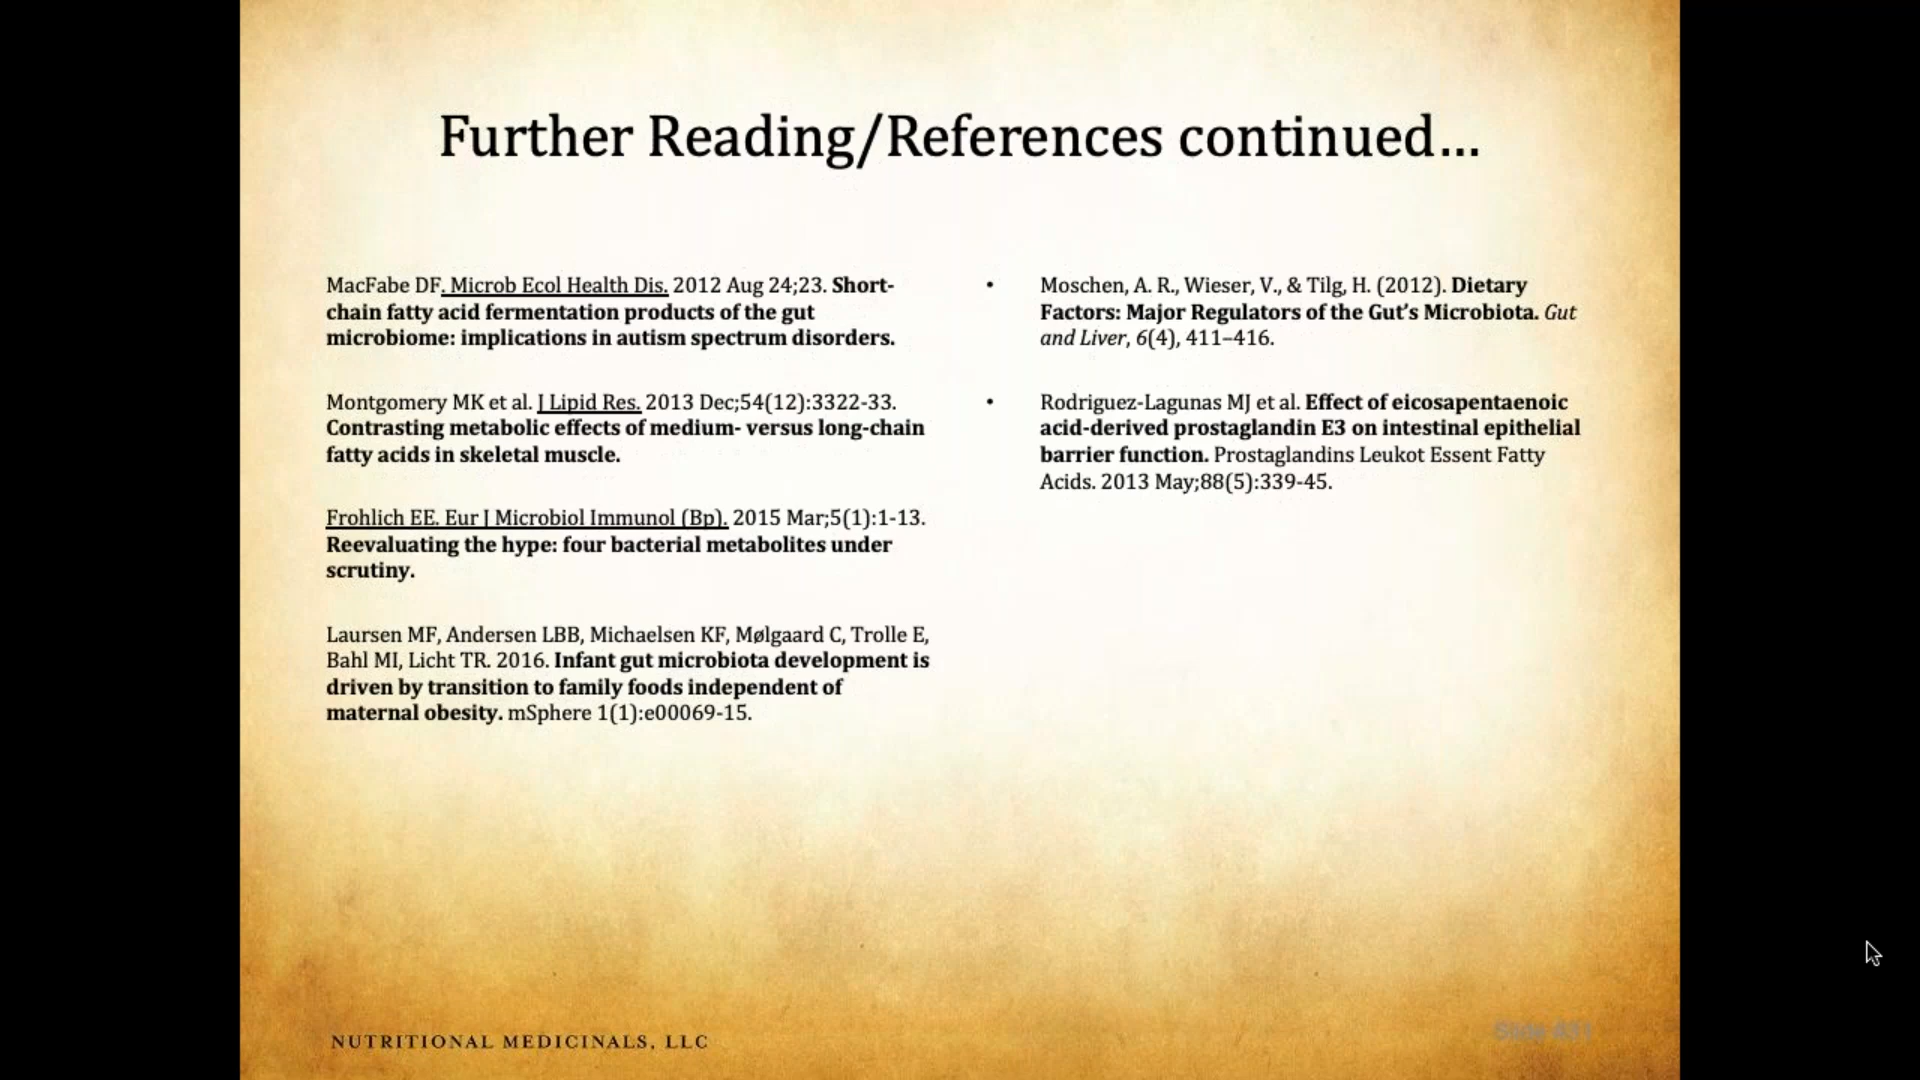 Further Reading/References continued...
MacFabe DF. Microb Ecol Health Dis. 2012 Aug 24;23. Short-
chain fatty acid fermentation products of the gut
microbiome: implications in autism spectrum disorders.
Montgomery MK et al. J Lipid Res. 2013 Dec;54(12):3322-33.
Contrasting metabolic effects of medium- versus long-chain
fatty acids in skeletal muscle.
Frohlich EE. Eur J Microbiol Immunol (Bp). 2015 Mar;5(1):1-13.
Reevaluating the hype: four bacterial metabolites under
scrutiny.
Laursen MF, Andersen LBB, Michaelsen KF, Mølgaard C, Trolle E,
Bahl MI, Licht TR. 2016. Infant gut microbiota development is
driven by transition to family foods independent of
maternal obesity. mSphere 1(1):e00069-15.
• Moschen, A. R., Wieser, V., & Tilg, H. (2012). Dietary
Factors: Major Regulators of the Gut’s Microbiota. Gut
and Liver, 6(4), 411–416.
• Rodriguez-Lagunas MJ et al. Effect of eicosapentaenoic
acid-derived prostaglandin E3 on intestinal epithelial
barrier function. Prostaglandins Leukot Essent Fatty
Acids. 2013 May;88(5):339-45.
NUTRITIONAL MEDICINALS, LLC